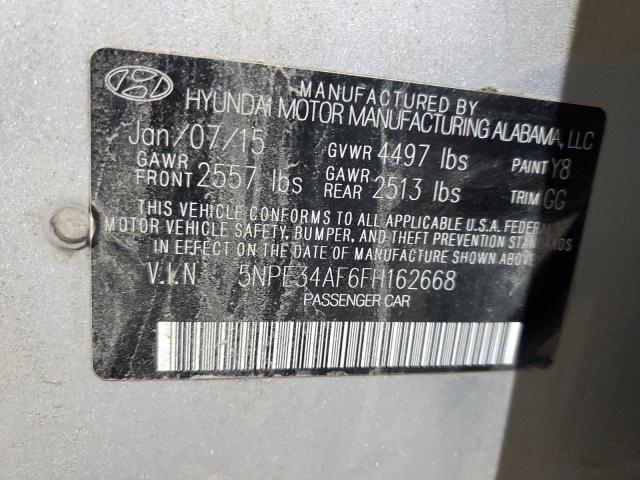 MANUFACTURED BY
HYUNDAI MOTOR MANUFACTURING ALABAMA, LLC
Jan/07/15 GVWR 4497 lbs PAINT Y8
GAWR FRONT 2557 lbs GAWR REAR 2513 lbs TRIM GG
THIS VEHICLE CONFORMS TO ALL APPLICABLE U.S.A. FEDERAL
MOTOR VEHICLE SAFETY, BUMPER, AND THEFT PREVENTION STANDARDS
IN EFFECT ON THE DATE OF MANUFACTURE SHOWN ABOVE.
V.I.N 5NPE34AF6FH162668
PASSENGER CAR